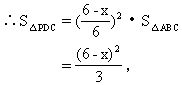 ∴S△PDC = (6-x/6)² • S△ABC
= (6-x)²/3 ,